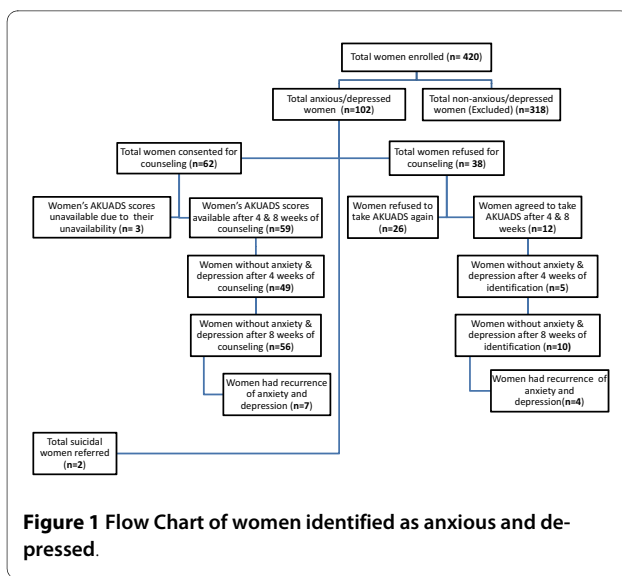 Total women enrolled (n= 420)
Total anxious/depressed
women (n=102)
Total non-anxious/depressed
women (Excluded) (n=318)
Total women consented for
counseling (n=62)
Total women refused for
counseling (n= 38)
Women's AKUADS scores
unavailable due to their
unavailability (n= 3)
Women's AKUADS scores
available after 4 & 8 weeks of
counseling (n=59)
Women refused to
take AKUADS again
(n=26)
Women agreed to take
AKUADS after 4 & 8
weeks (n=12)
Women without anxiety &
depression after 4 weeks of
counseling (n=49)
Women without anxiety &
depression after 4 weeks of
identification (n=5)
Women without anxiety &
depression after 8 weeks of
counseling (n=56)
Women without anxiety &
depression after 8 weeks of
identification (n=10)
Women had recurrence
of anxiety and
depression (n=7)
Women had recurrence of
anxiety and
depression(n=4)
Total suicidal
women referred
(n=2)
Figure 1 Flow Chart of women identified as anxious and de-
pressed.